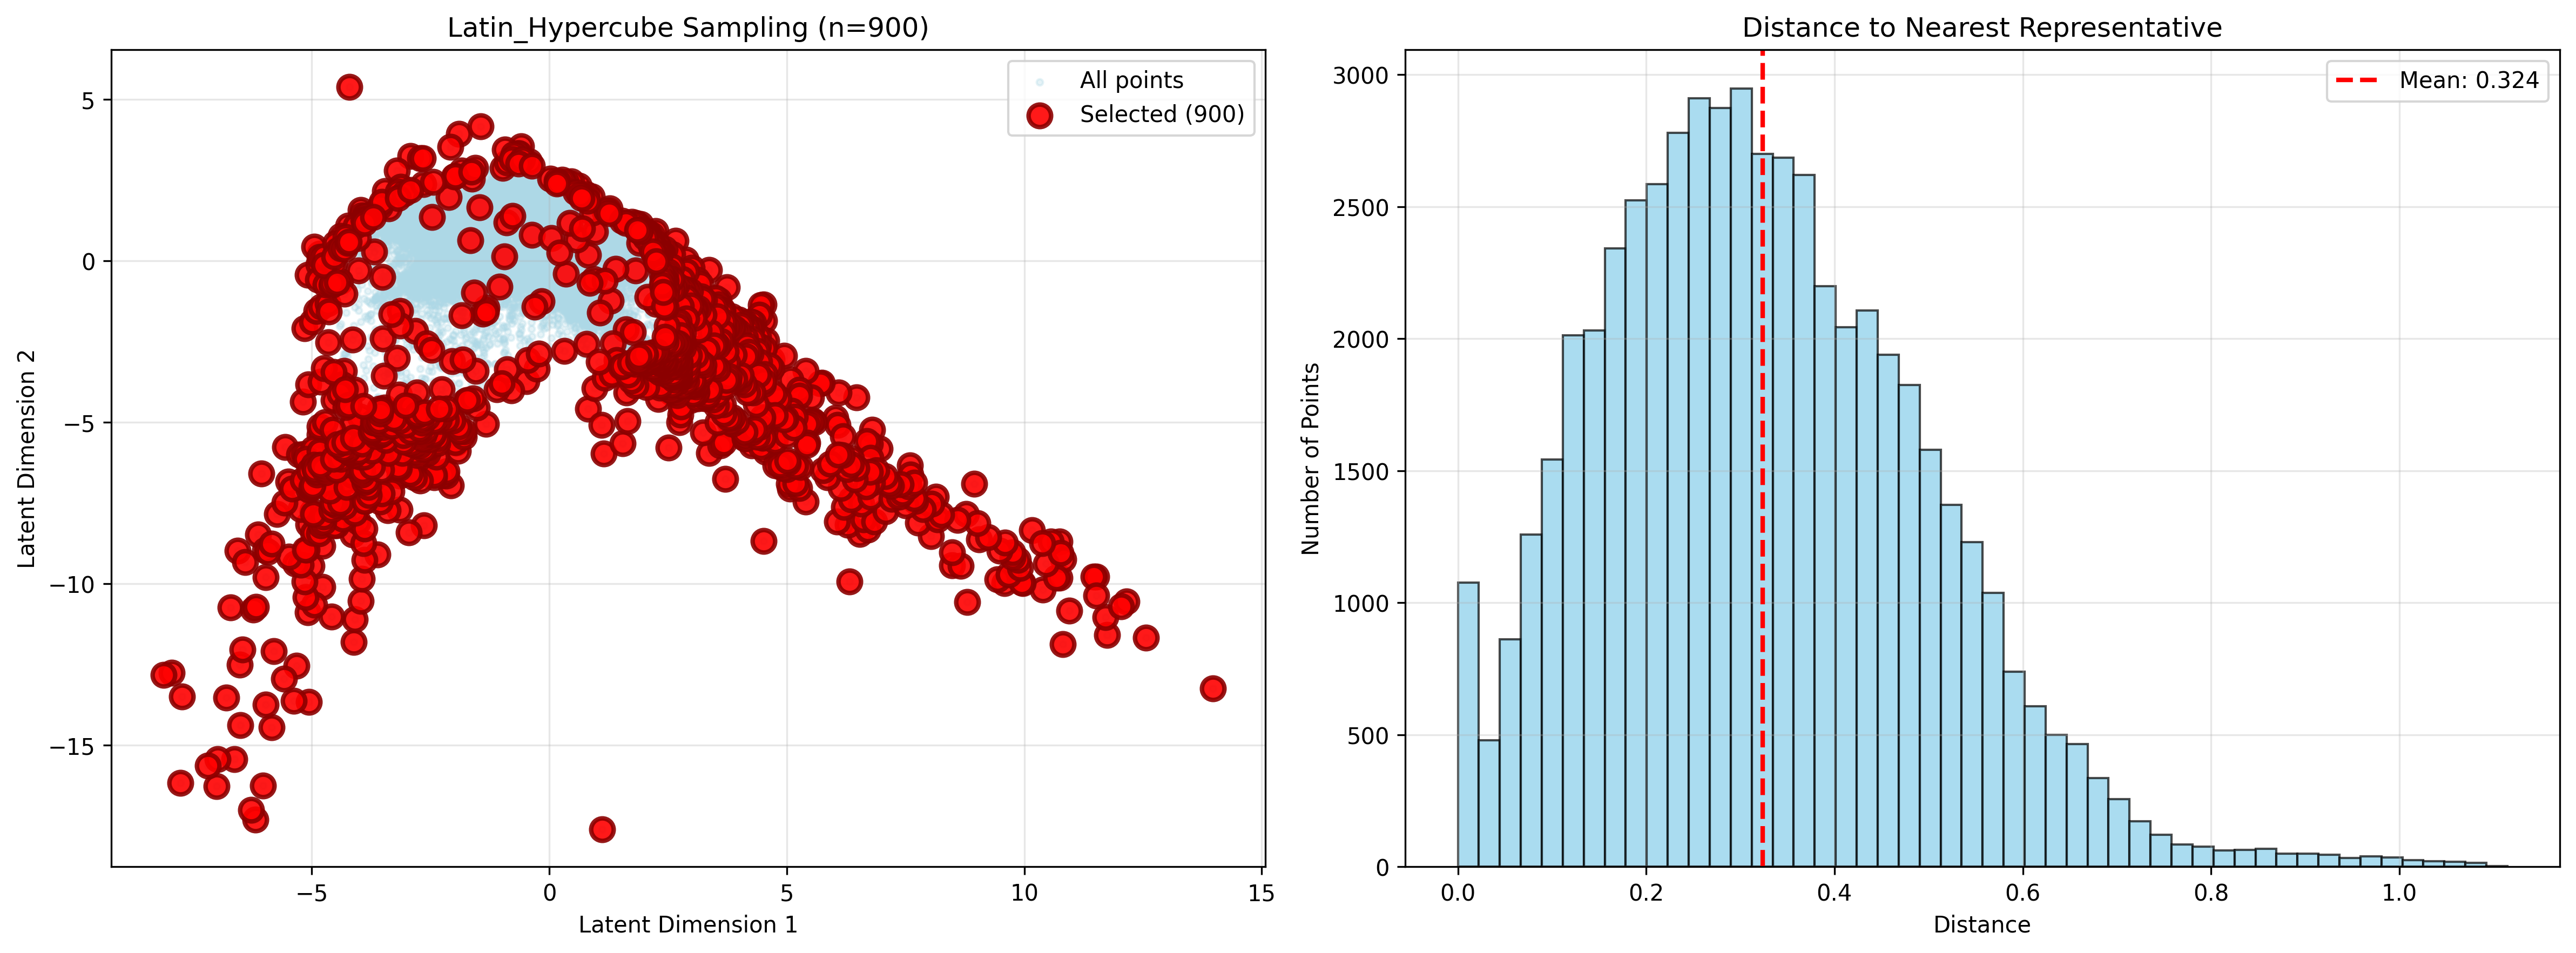 Latin_Hypercube Sampling (n=900)
All points
Selected (900)
5
0
−5
−10
−15
Latent Dimension 2
−5
0
5
10
15
Latent Dimension 1
Distance to Nearest Representative
Mean: 0.324
3000
2500
2000
1500
1000
500
0
Number of Points
0.0
0.2
0.4
0.6
0.8
1.0
Distance